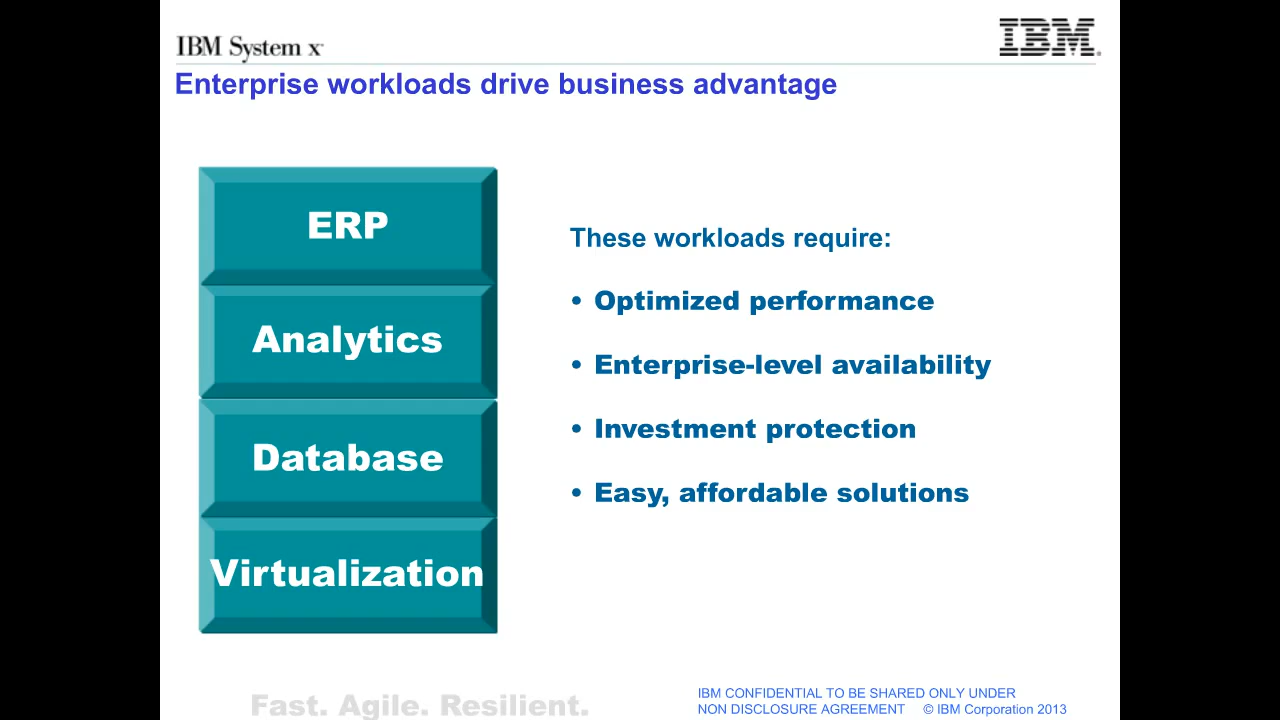 IBM System x
IBM
Enterprise workloads drive business advantage
ERP
Analytics
Database
Virtualization
These workloads require:
• Optimized performance
• Enterprise-level availability
• Investment protection
• Easy, affordable solutions
Fast. Agile. Resilient.
IBM CONFIDENTIAL TO BE SHARED ONLY UNDER
NON DISCLOSURE AGREEMENT © IBM Corporation 2013